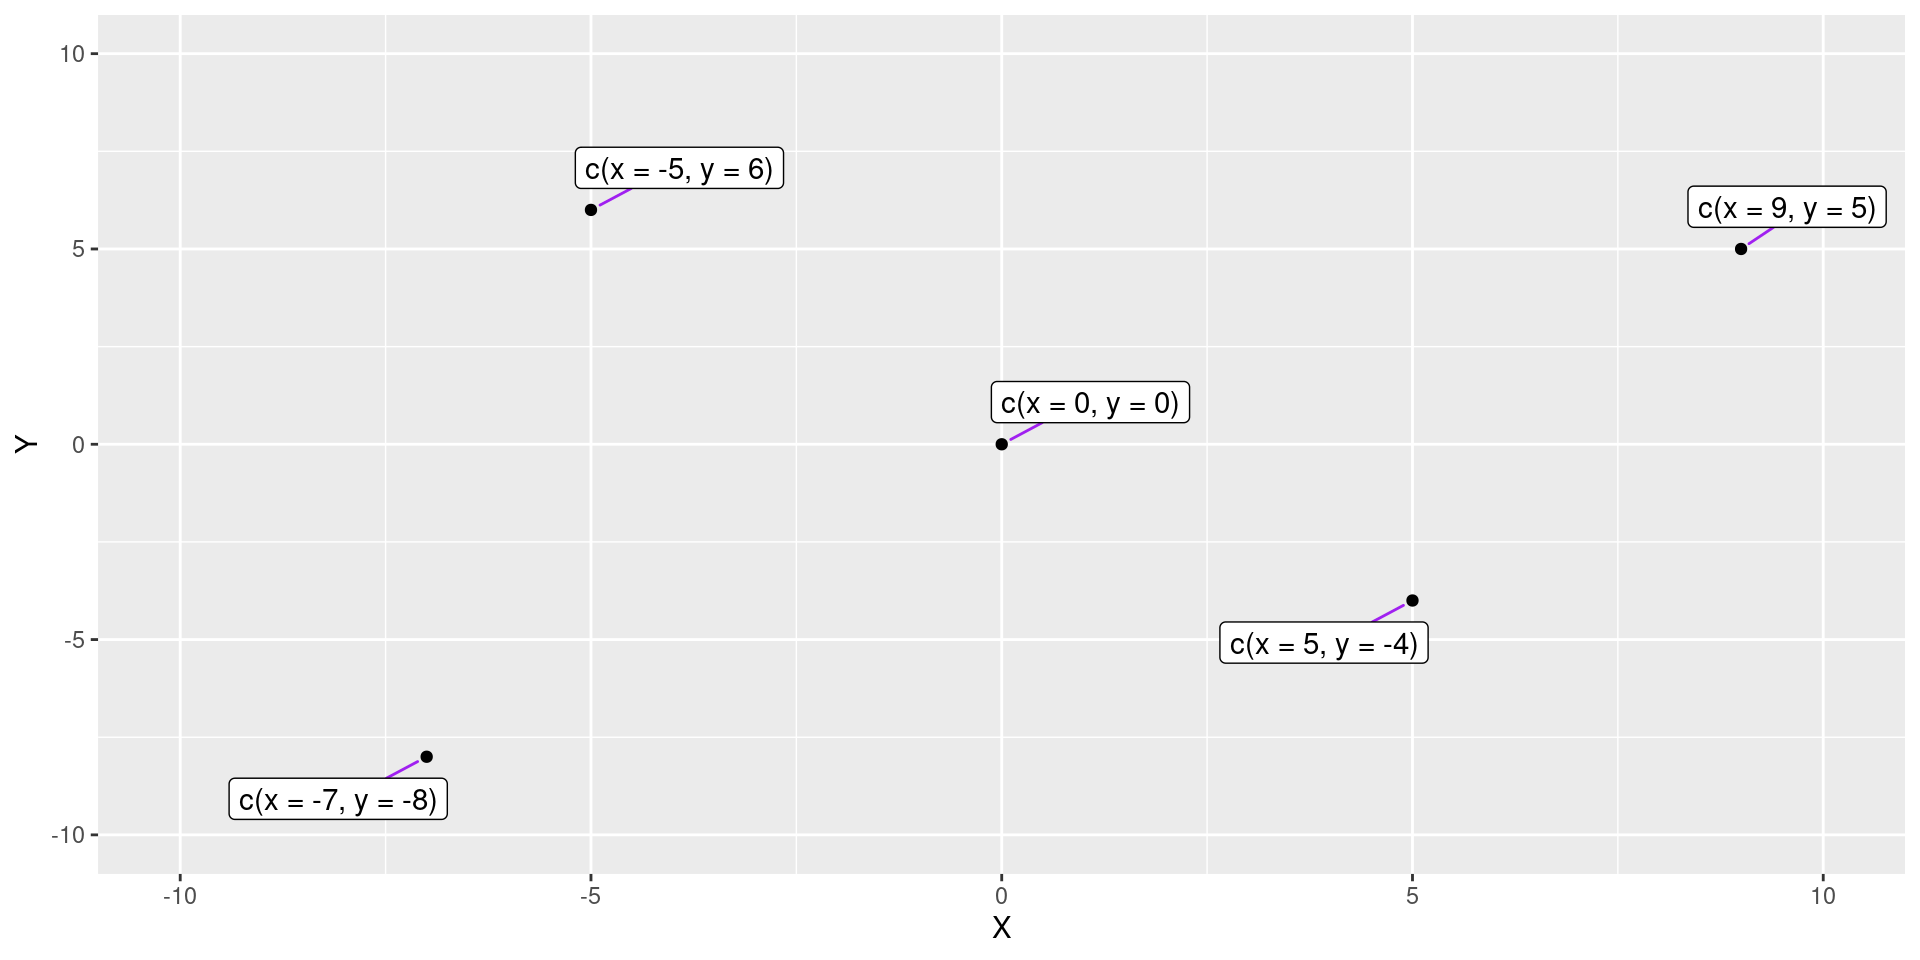 10
c(x = -5, y = 6)
c(x = 9, y = 5)
5
c(x = 0, y = 0)
Y
0
-5
c(x = 5, y = -4)
c(x = -7, y = -8)
-10
-10
-5
0
5
10
X